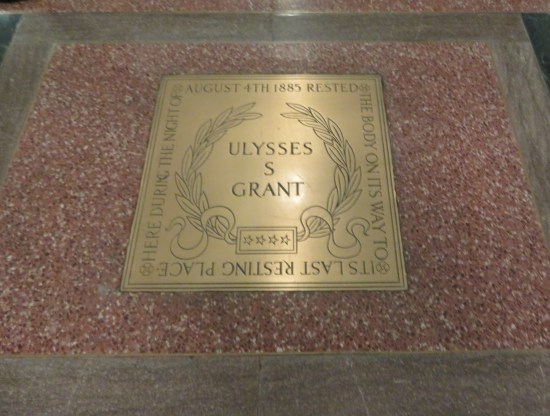 HERE DURING THE NIGHT OF
AUGUST 4TH 1885 RESTED
THE BODY ON ITS WAY TO
ITS LAST RESTING PLACE
ULYSSES
S
GRANT